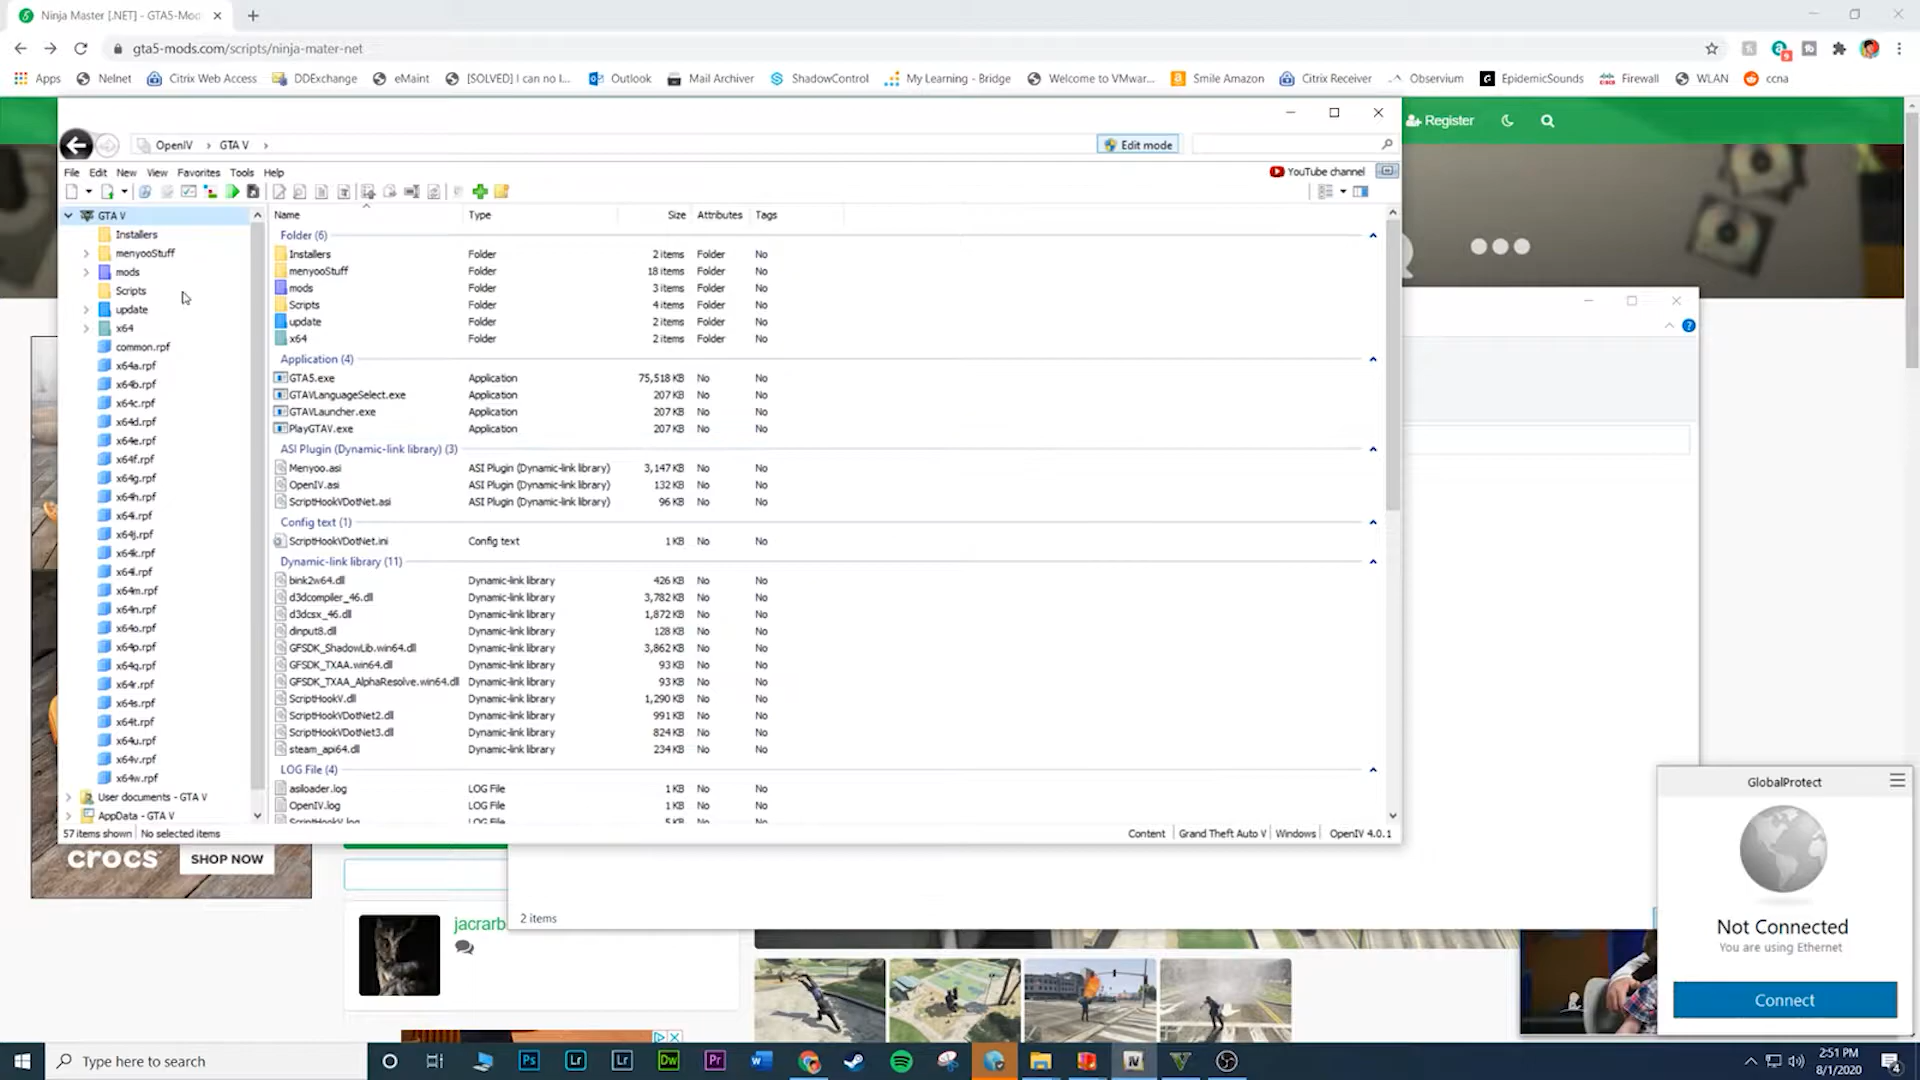 Ninja Master [.NET] - GTA5-Mod
gta5-mods.com/scripts/ninja-mater-net
Apps Nelnet Citrix Web Access DDExchange eMaint [SOLVED] I can no I... Outlook Mail Archiver ShadowControl My Learning - Bridge Welcome to VMwar... Smile Amazon Citrix Receiver Observium EpidemicSounds Firewall WLAN ccna
Register
OpenIV GTA V
Edit mode
File Edit New View Favorites Tools Help
YouTube channel
GTA V
Installers
menyooStuff
mods
Scripts
update
x64
common.rpf
x64a.rpf
x64b.rpf
x64c.rpf
x64d.rpf
x64e.rpf
x64f.rpf
x64g.rpf
x64h.rpf
x64i.rpf
x64j.rpf
x64k.rpf
x64l.rpf
x64m.rpf
x64n.rpf
x64o.rpf
x64p.rpf
x64q.rpf
x64r.rpf
x64s.rpf
x64t.rpf
x64u.rpf
x64v.rpf
x64w.rpf
User documents - GTA V
AppData - GTA V
Name Type Size Attributes Tags
Folder (6)
Installers Folder 2 items Folder No
menyooStuff Folder 18 items Folder No
mods Folder 3 items Folder No
Scripts Folder 4 items Folder No
update Folder 2 items Folder No
x64 Folder 2 items Folder No
Application (4)
GTA5.exe Application 75,518 KB No No
GTAVLanguageSelect.exe Application 207 KB No No
GTAVLauncher.exe Application 207 KB No No
PlayGTAV.exe Application 207 KB No No
ASI Plugin (Dynamic-link library) (3)
Menyoo.asi ASI Plugin (Dynamic-link library) 3,147 KB No No
OpenIV.asi ASI Plugin (Dynamic-link library) 132 KB No No
ScriptHookVDotNet.asi ASI Plugin (Dynamic-link library) 96 KB No No
Config text (1)
ScriptHookVDotNet.ini Config text 1 KB No No
Dynamic-link library (11)
bink2w64.dll Dynamic-link library 426 KB No No
d3dcompiler_46.dll Dynamic-link library 3,782 KB No No
d3dcsx_46.dll Dynamic-link library 1,872 KB No No
dinput8.dll Dynamic-link library 128 KB No No
GFSDK_ShadowLib.win64.dll Dynamic-link library 3,862 KB No No
GFSDK_TXAA.win64.dll Dynamic-link library 93 KB No No
GFSDK_TXAA_AlphaResolve.win64.dll Dynamic-link library 93 KB No No
ScriptHookV.dll Dynamic-link library 1,290 KB No No
ScriptHookVDotNet2.dll Dynamic-link library 991 KB No No
ScriptHookVDotNet3.dll Dynamic-link library 824 KB No No
steam_api64.dll Dynamic-link library 234 KB No No
LOG File (4)
asiloader.log LOG File 1 KB No No
OpenIV.log LOG File 1 KB No No
ScriptHookV.log LOG File 5 KB No No
57 items shown No selected items
Content Grand Theft Auto V Windows OpenIV 4.0.1
crocs SHOP NOW
2 items
jacrarb
GlobalProtect
Not Connected
You are using Ethernet
Connect
Type here to search
Ps Lr Lr Dw Pr IV
2:51 PM
8/1/2020
4